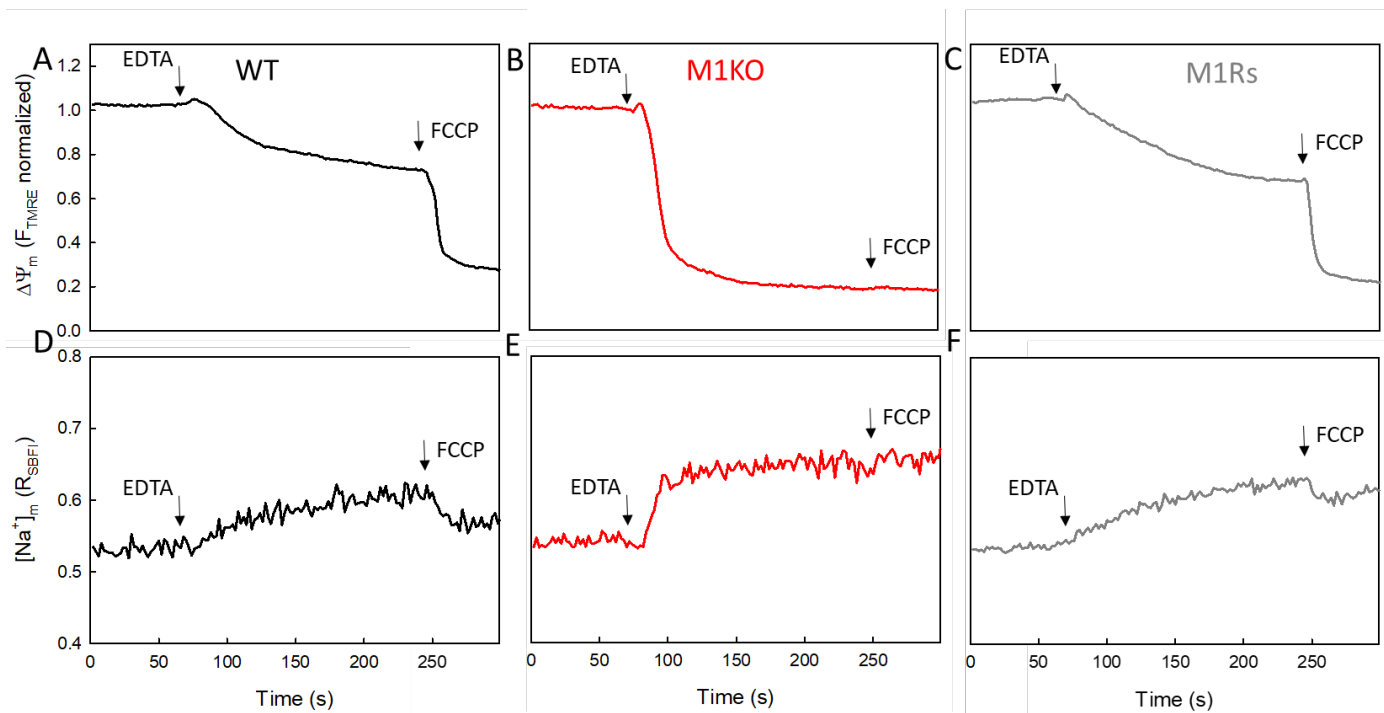 A
WT
EDTA
FCCP
1.2
1.0
0.8
0.6
0.4
0.2
0.0
ΔΨm (FTMRE normalized)
B
M1KO
EDTA
FCCP
C
M1Rs
EDTA
FCCP
D
EDTA
FCCP
0.8
0.7
0.6
0.5
0.4
[Na+]m (RSBFI)
0 50 100 150 200 250
Time (s)
E
EDTA
FCCP
0 50 100 150 200 250
Time (s)
F
EDTA
FCCP
0 50 100 150 200 250
Time (s)